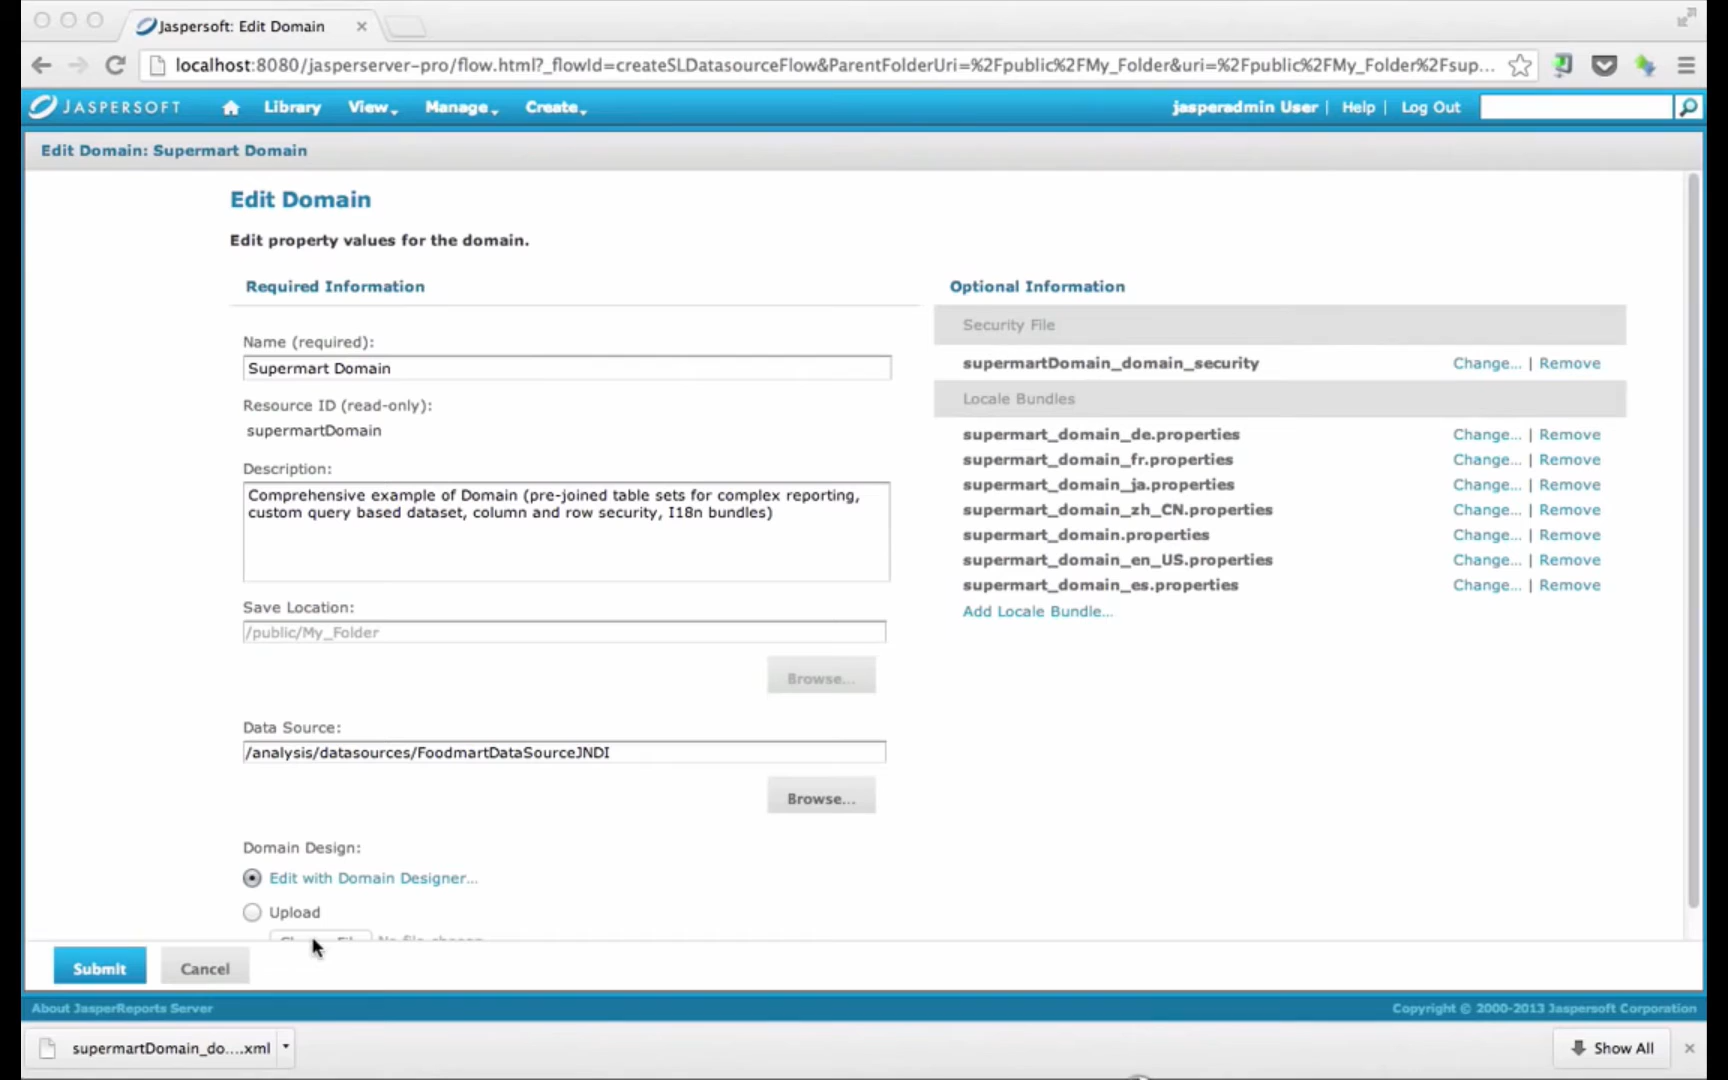 Jaspersoft: Edit Domain
localhost:8080/jasperserver-pro/flow.html?_flowId=createSLDatasourceFlow&ParentFolderUri=%2Fpublic%2FMy_Folder&uri=%2Fpublic%2FMy_Folder%2Fsup...
JASPERSOFT Library View Manage Create jasperadmin User | Help | Log Out
Edit Domain: Supermart Domain
Edit Domain
Edit property values for the domain.
Required Information
Name (required):
Supermart Domain
Resource ID (read-only):
supermartDomain
Description:
Comprehensive example of Domain (pre-joined table sets for complex reporting,
custom query based dataset, column and row security, I18n bundles)
Save Location:
/public/My_Folder
Browse...
Data Source:
/analysis/datasources/FoodmartDataSourceJNDI
Browse...
Domain Design:
Edit with Domain Designer...
Upload
Optional Information
Security File
supermartDomain_domain_security Change... | Remove
Locale Bundles
supermart_domain_de.properties Change... | Remove
supermart_domain_fr.properties Change... | Remove
supermart_domain_ja.properties Change... | Remove
supermart_domain_zh_CN.properties Change... | Remove
supermart_domain.properties Change... | Remove
supermart_domain_en_US.properties Change... | Remove
supermart_domain_es.properties Change... | Remove
Add Locale Bundle...
Submit Cancel
About JasperReports Server Copyright © 2000-2013 Jaspersoft Corporation
supermartDomain_do....xml Show All